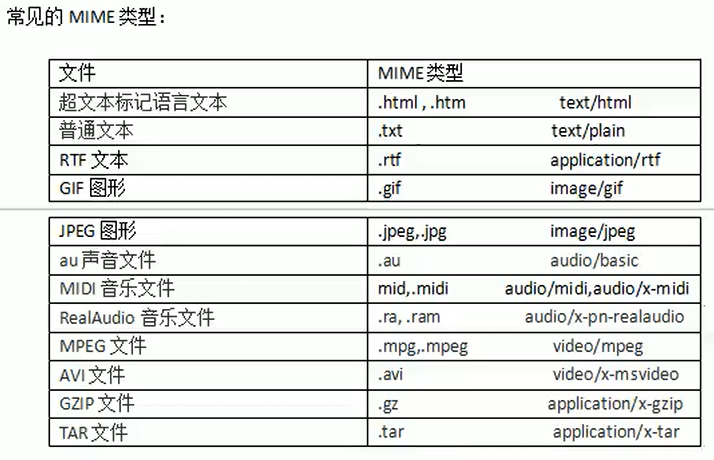 常见的 MIME 类型：
文件 MIME类型
超文本标记语言文本 .html , .htm text/html
普通文本 .txt text/plain
RTF 文本 .rtf application/rtf
GIF 图形 .gif image/gif
JPEG 图形 .jpeg,.jpg image/jpeg
au 声音文件 .au audio/basic
MIDI 音乐文件 mid,.midi audio/midi,audio/x-midi
RealAudio 音乐文件 .ra, .ram audio/x-pn-realaudio
MPEG 文件 .mpg,.mpeg video/mpeg
AVI 文件 .avi video/x-msvideo
GZIP 文件 .gz application/x-gzip
TAR 文件 .tar application/x-tar